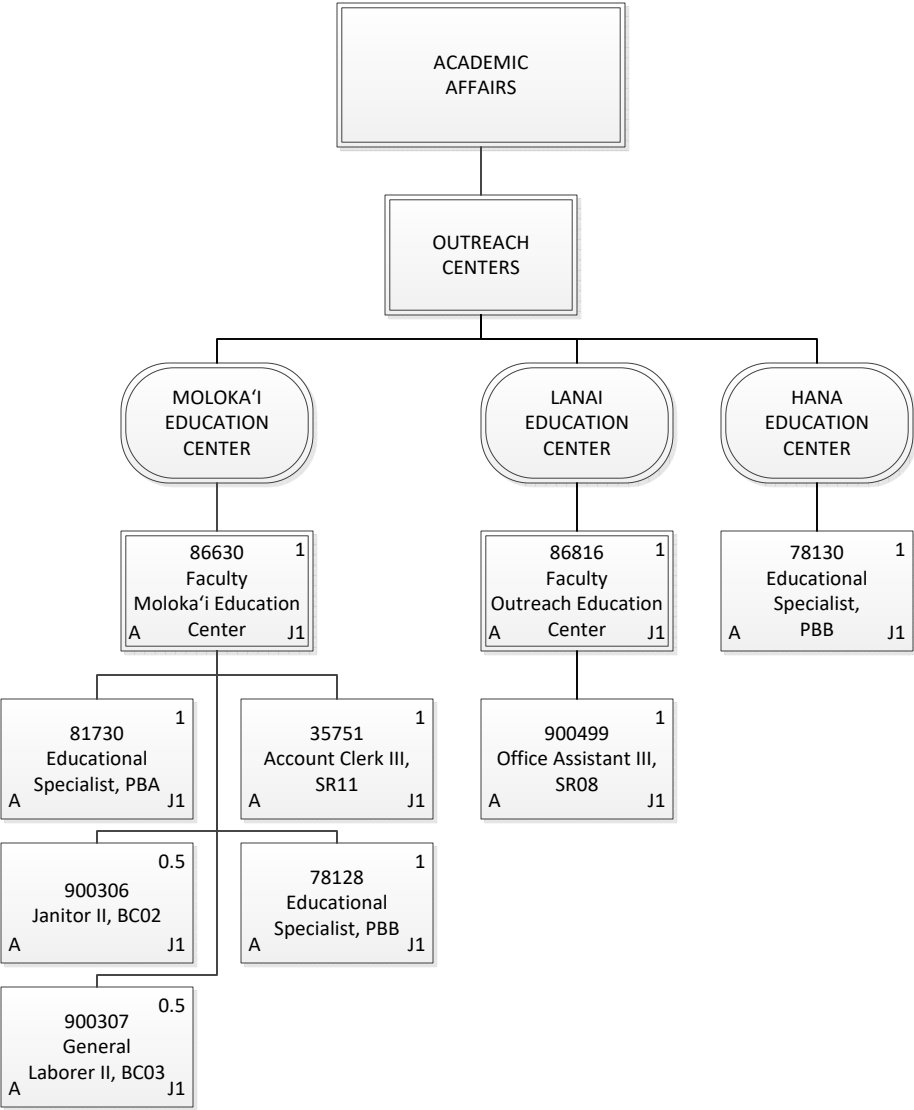 ACADEMIC
AFFAIRS
OUTREACH
CENTERS
MOLOKAʻI
EDUCATION
CENTER
LANAI
EDUCATION
CENTER
HANA
EDUCATION
CENTER
86630 1
Faculty
Molokaʻi Education
A Center J1
86816 1
Faculty
Outreach Education
A Center J1
78130 1
Educational
Specialist,
A PBB J1
1
81730
Educational
Specialist, PBA
A J1
1
35751
Account Clerk III,
SR11
A J1
1
900499
Office Assistant III,
SR08
A J1
0.5
900306
Janitor II, BC02
A J1
1
78128
Educational
Specialist, PBB
A J1
0.5
900307
General
Laborer II, BC03
A J1